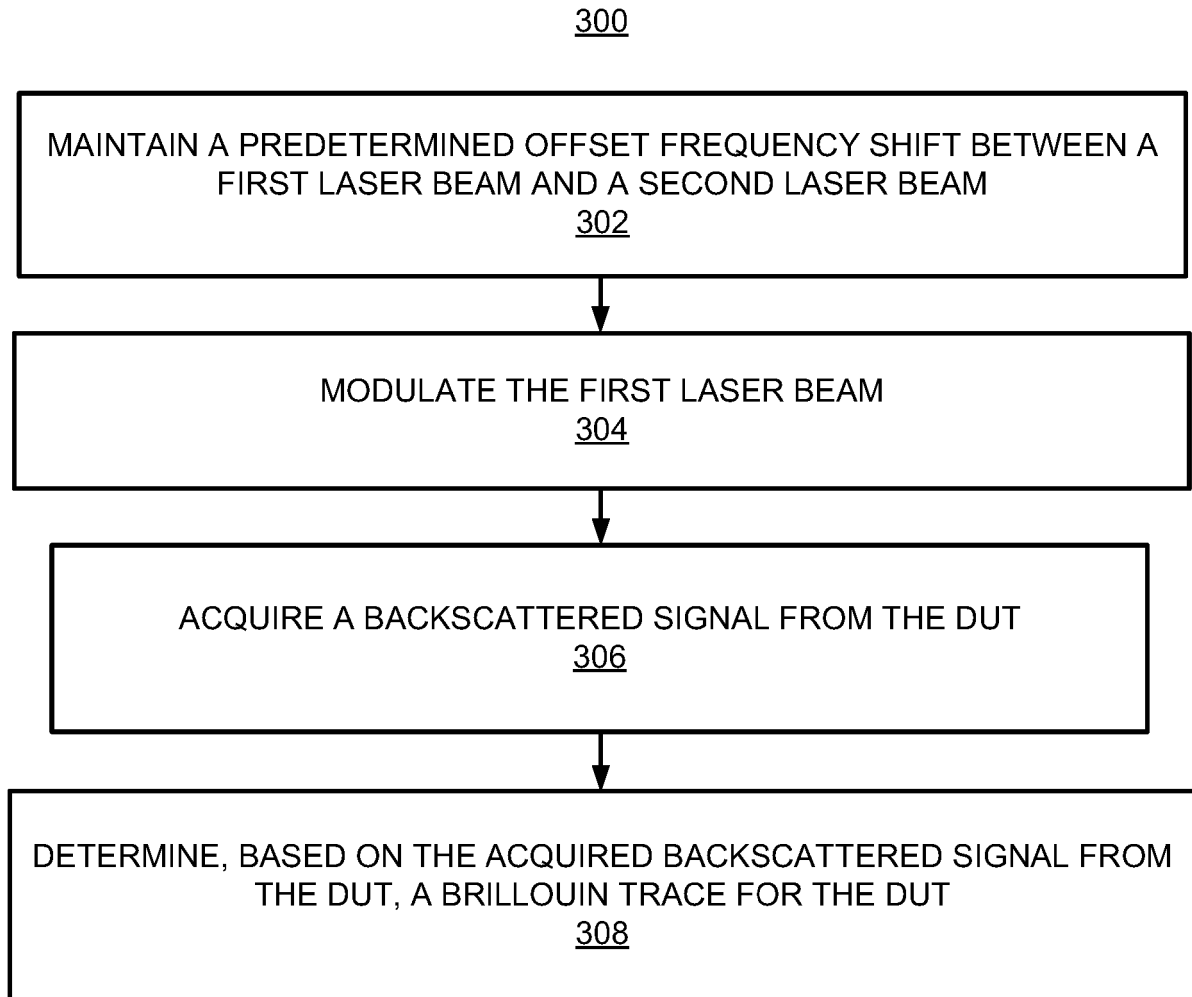 300
MAINTAIN A PREDETERMINED OFFSET FREQUENCY SHIFT BETWEEN A
FIRST LASER BEAM AND A SECOND LASER BEAM
302
MODULATE THE FIRST LASER BEAM
304
ACQUIRE A BACKSCATTERED SIGNAL FROM THE DUT
306
DETERMINE, BASED ON THE ACQUIRED BACKSCATTERED SIGNAL FROM
THE DUT, A BRILLOUIN TRACE FOR THE DUT
308